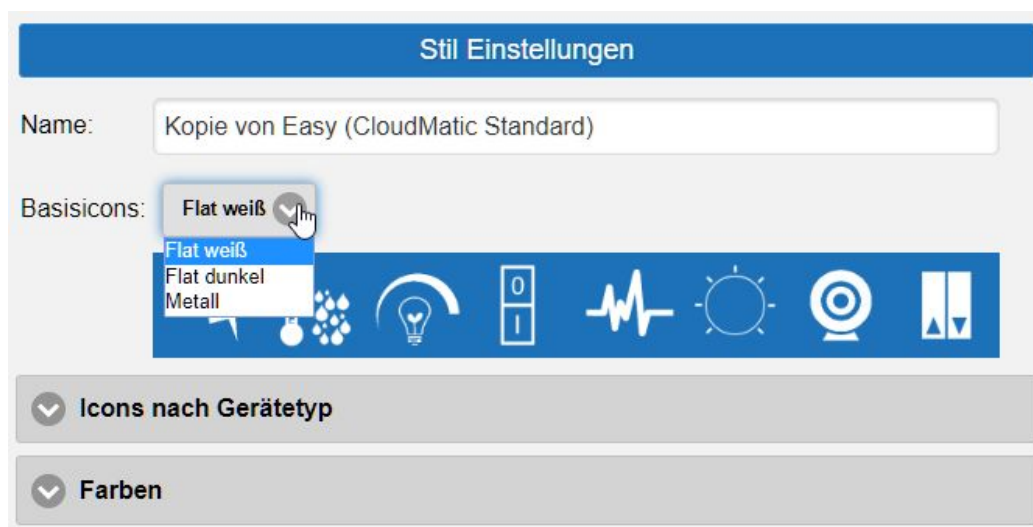 Stil Einstellungen
Name: Kopie von Easy (CloudMatic Standard)
Basisicons: Flat weiß
Flat weiß
Flat dunkel
Metall
0
I
Icons nach Gerätetyp
Farben